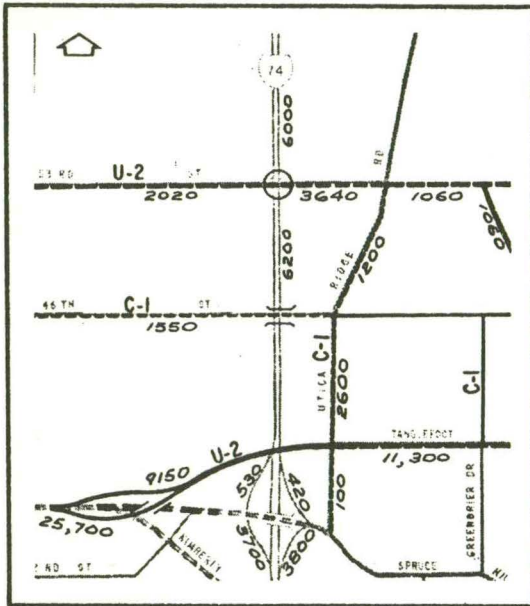 74
6000
53 RD U-2 ST
2020
3640
1060
1060
6200
RIDGE RD
1200
46 TH C-1 ST
1550
UTICA C-1
2600
C-1
TANGLEFOOT
U-2
11,300
9150
530
420
100
25,700
KIMBERLY
3700
3800
GREENBRIER DR
ND ST
SPRUCE